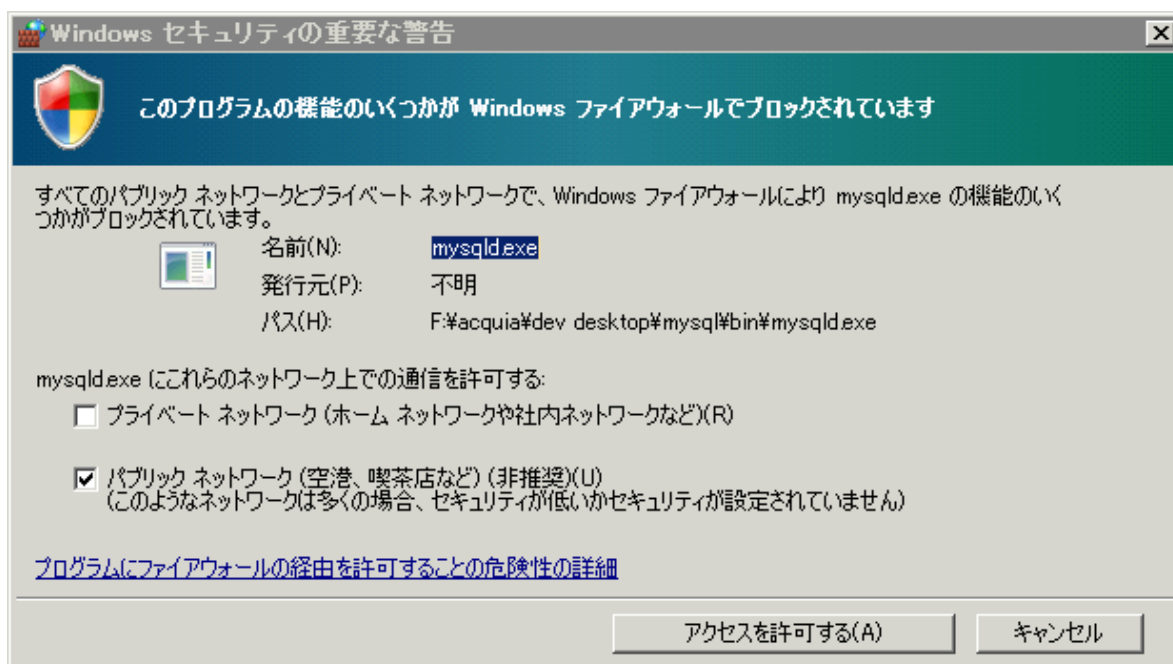 Windows セキュリティの重要な警告
このプログラムの機能のいくつかが Windows ファイアウォールでブロックされています
すべてのパブリック ネットワークとプライベート ネットワークで、Windows ファイアウォールにより mysqld.exe の機能のいく
つかがブロックされています。
名前(N): mysqld.exe
発行元(P): 不明
パス(H): F:¥acquia¥dev desktop¥mysql¥bin¥mysqld.exe
mysqld.exe にこれらのネットワーク上での通信を許可する:
プライベート ネットワーク (ホーム ネットワークや社内ネットワークなど)(R)
パブリック ネットワーク (空港、喫茶店など) (非推奨)(U)
(このようなネットワークは多くの場合、セキュリティが低いかセキュリティが設定されていません)
プログラムにファイアウォールの経由を許可することの危険性の詳細
アクセスを許可する(A) キャンセル